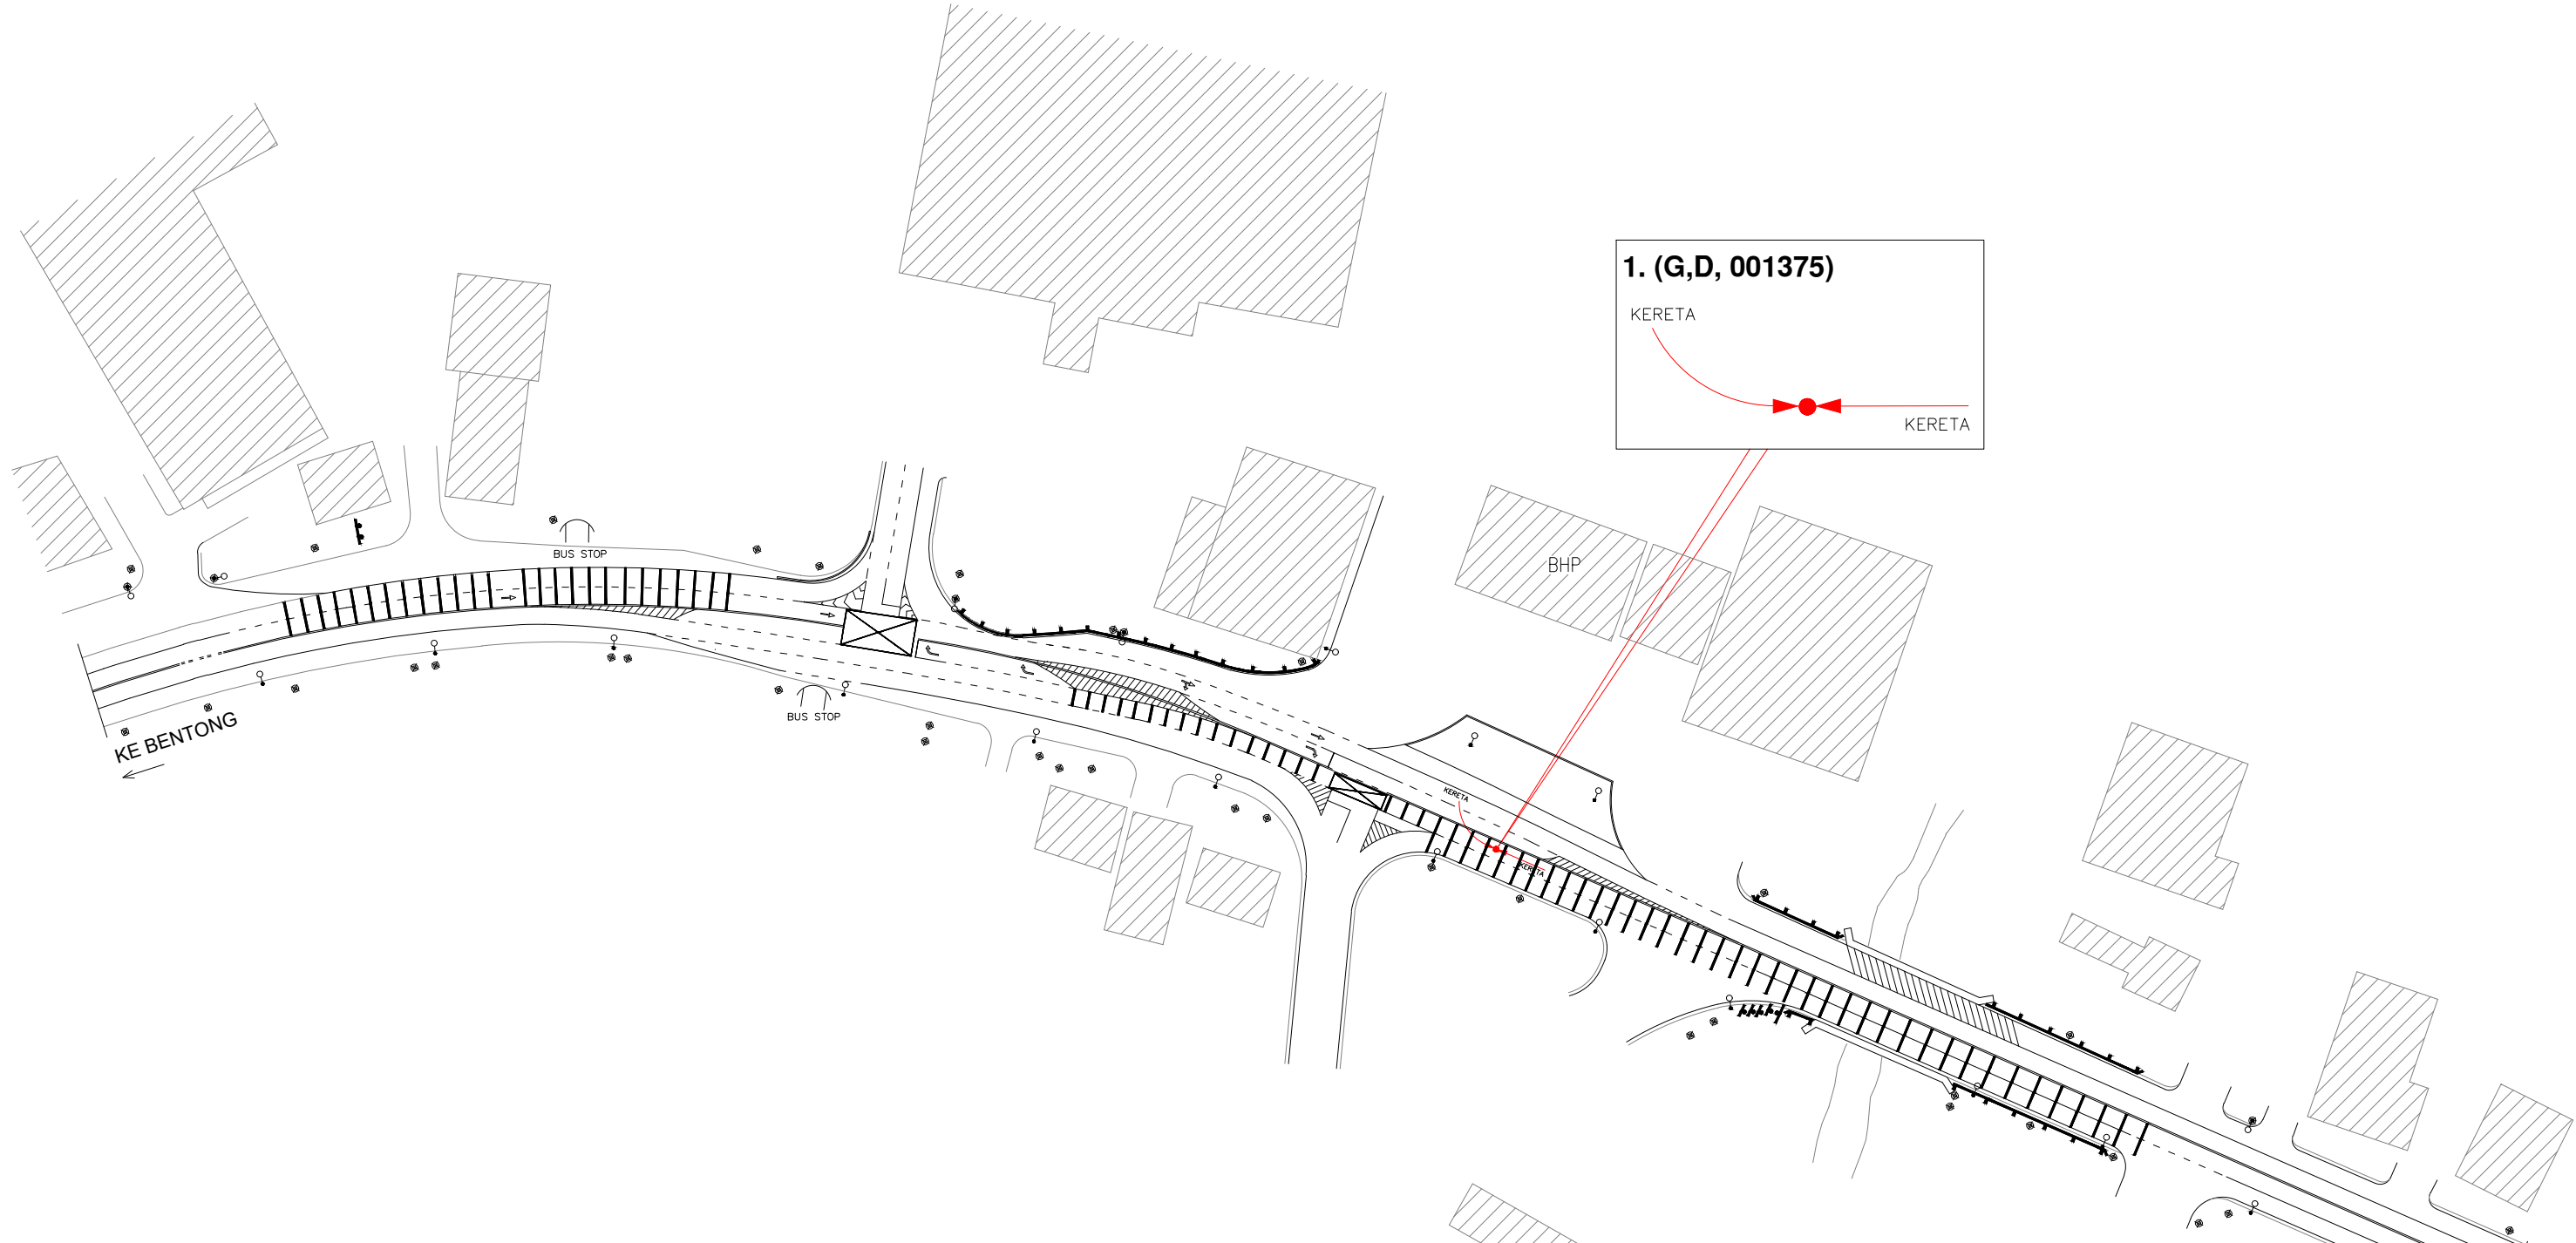 1. (G,D, 001375)
KERETA
KERETA
BUS STOP
BHP
BUS STOP
KE BENTONG
KERETA
KERETA